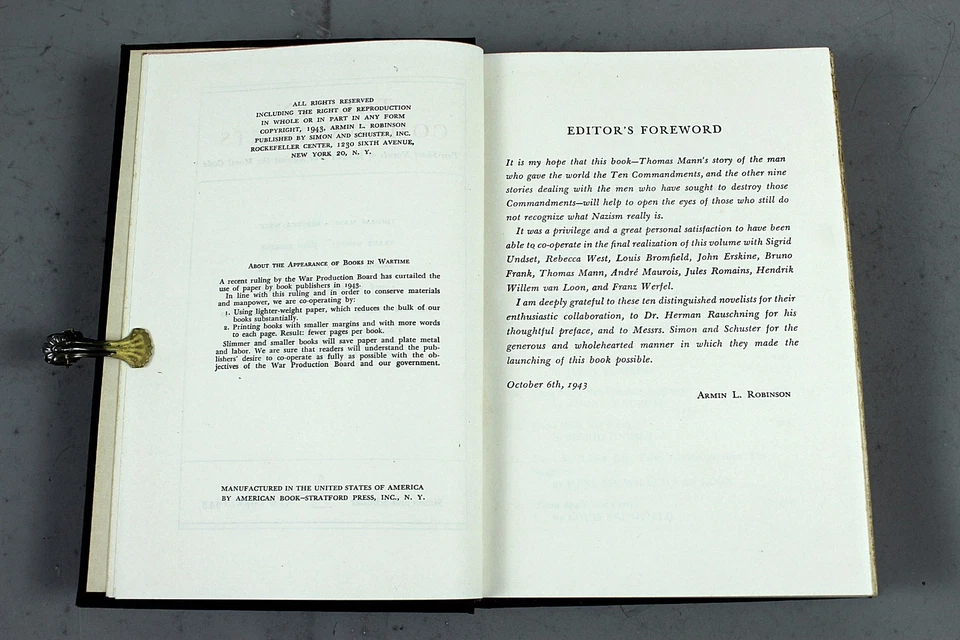 ALL RIGHTS RESERVED
INCLUDING THE RIGHT OF REPRODUCTION
IN WHOLE OR IN PART IN ANY FORM
COPYRIGHT, 1943, ARMIN L. ROBINSON
PUBLISHED BY SIMON AND SCHUSTER, INC.
ROCKEFELLER CENTER, 1230 SIXTH AVENUE,
NEW YORK 20, N. Y.
About the Appearance of Books in Wartime
A recent ruling by the War Production Board has curtailed the
use of paper by book publishers in 1943.
In line with this ruling and in order to conserve materials
and manpower, we are co-operating by:
1. Using lighter-weight paper, which reduces the bulk of our
books substantially.
2. Printing books with smaller margins and with more words
to each page. Result: fewer pages per book.
Slimmer and smaller books will save paper and plate metal
and labor. We are sure that readers will understand the pub-
lishers' desire to co-operate as fully as possible with the ob-
jectives of the War Production Board and our government.
MANUFACTURED IN THE UNITED STATES OF AMERICA
BY AMERICAN BOOK–STRATFORD PRESS, INC., N. Y.
EDITOR'S FOREWORD
It is my hope that this book—Thomas Mann's story of the man
who gave the world the Ten Commandments, and the other nine
stories dealing with the men who have sought to destroy those
Commandments—will help to open the eyes of those who still do
not recognize what Nazism really is.
It was a privilege and a great personal satisfaction to have been
able to co-operate in the final realization of this volume with Sigrid
Undset, Rebecca West, Louis Bromfield, John Erskine, Bruno
Frank, Thomas Mann, André Maurois, Jules Romains, Hendrik
Willem van Loon, and Franz Werfel.
I am deeply grateful to these ten distinguished novelists for their
enthusiastic collaboration, to Dr. Herman Rauschning for his
thoughtful preface, and to Messrs. Simon and Schuster for the
generous and wholehearted manner in which they made the
launching of this book possible.
October 6th, 1943
Armin L. Robinson